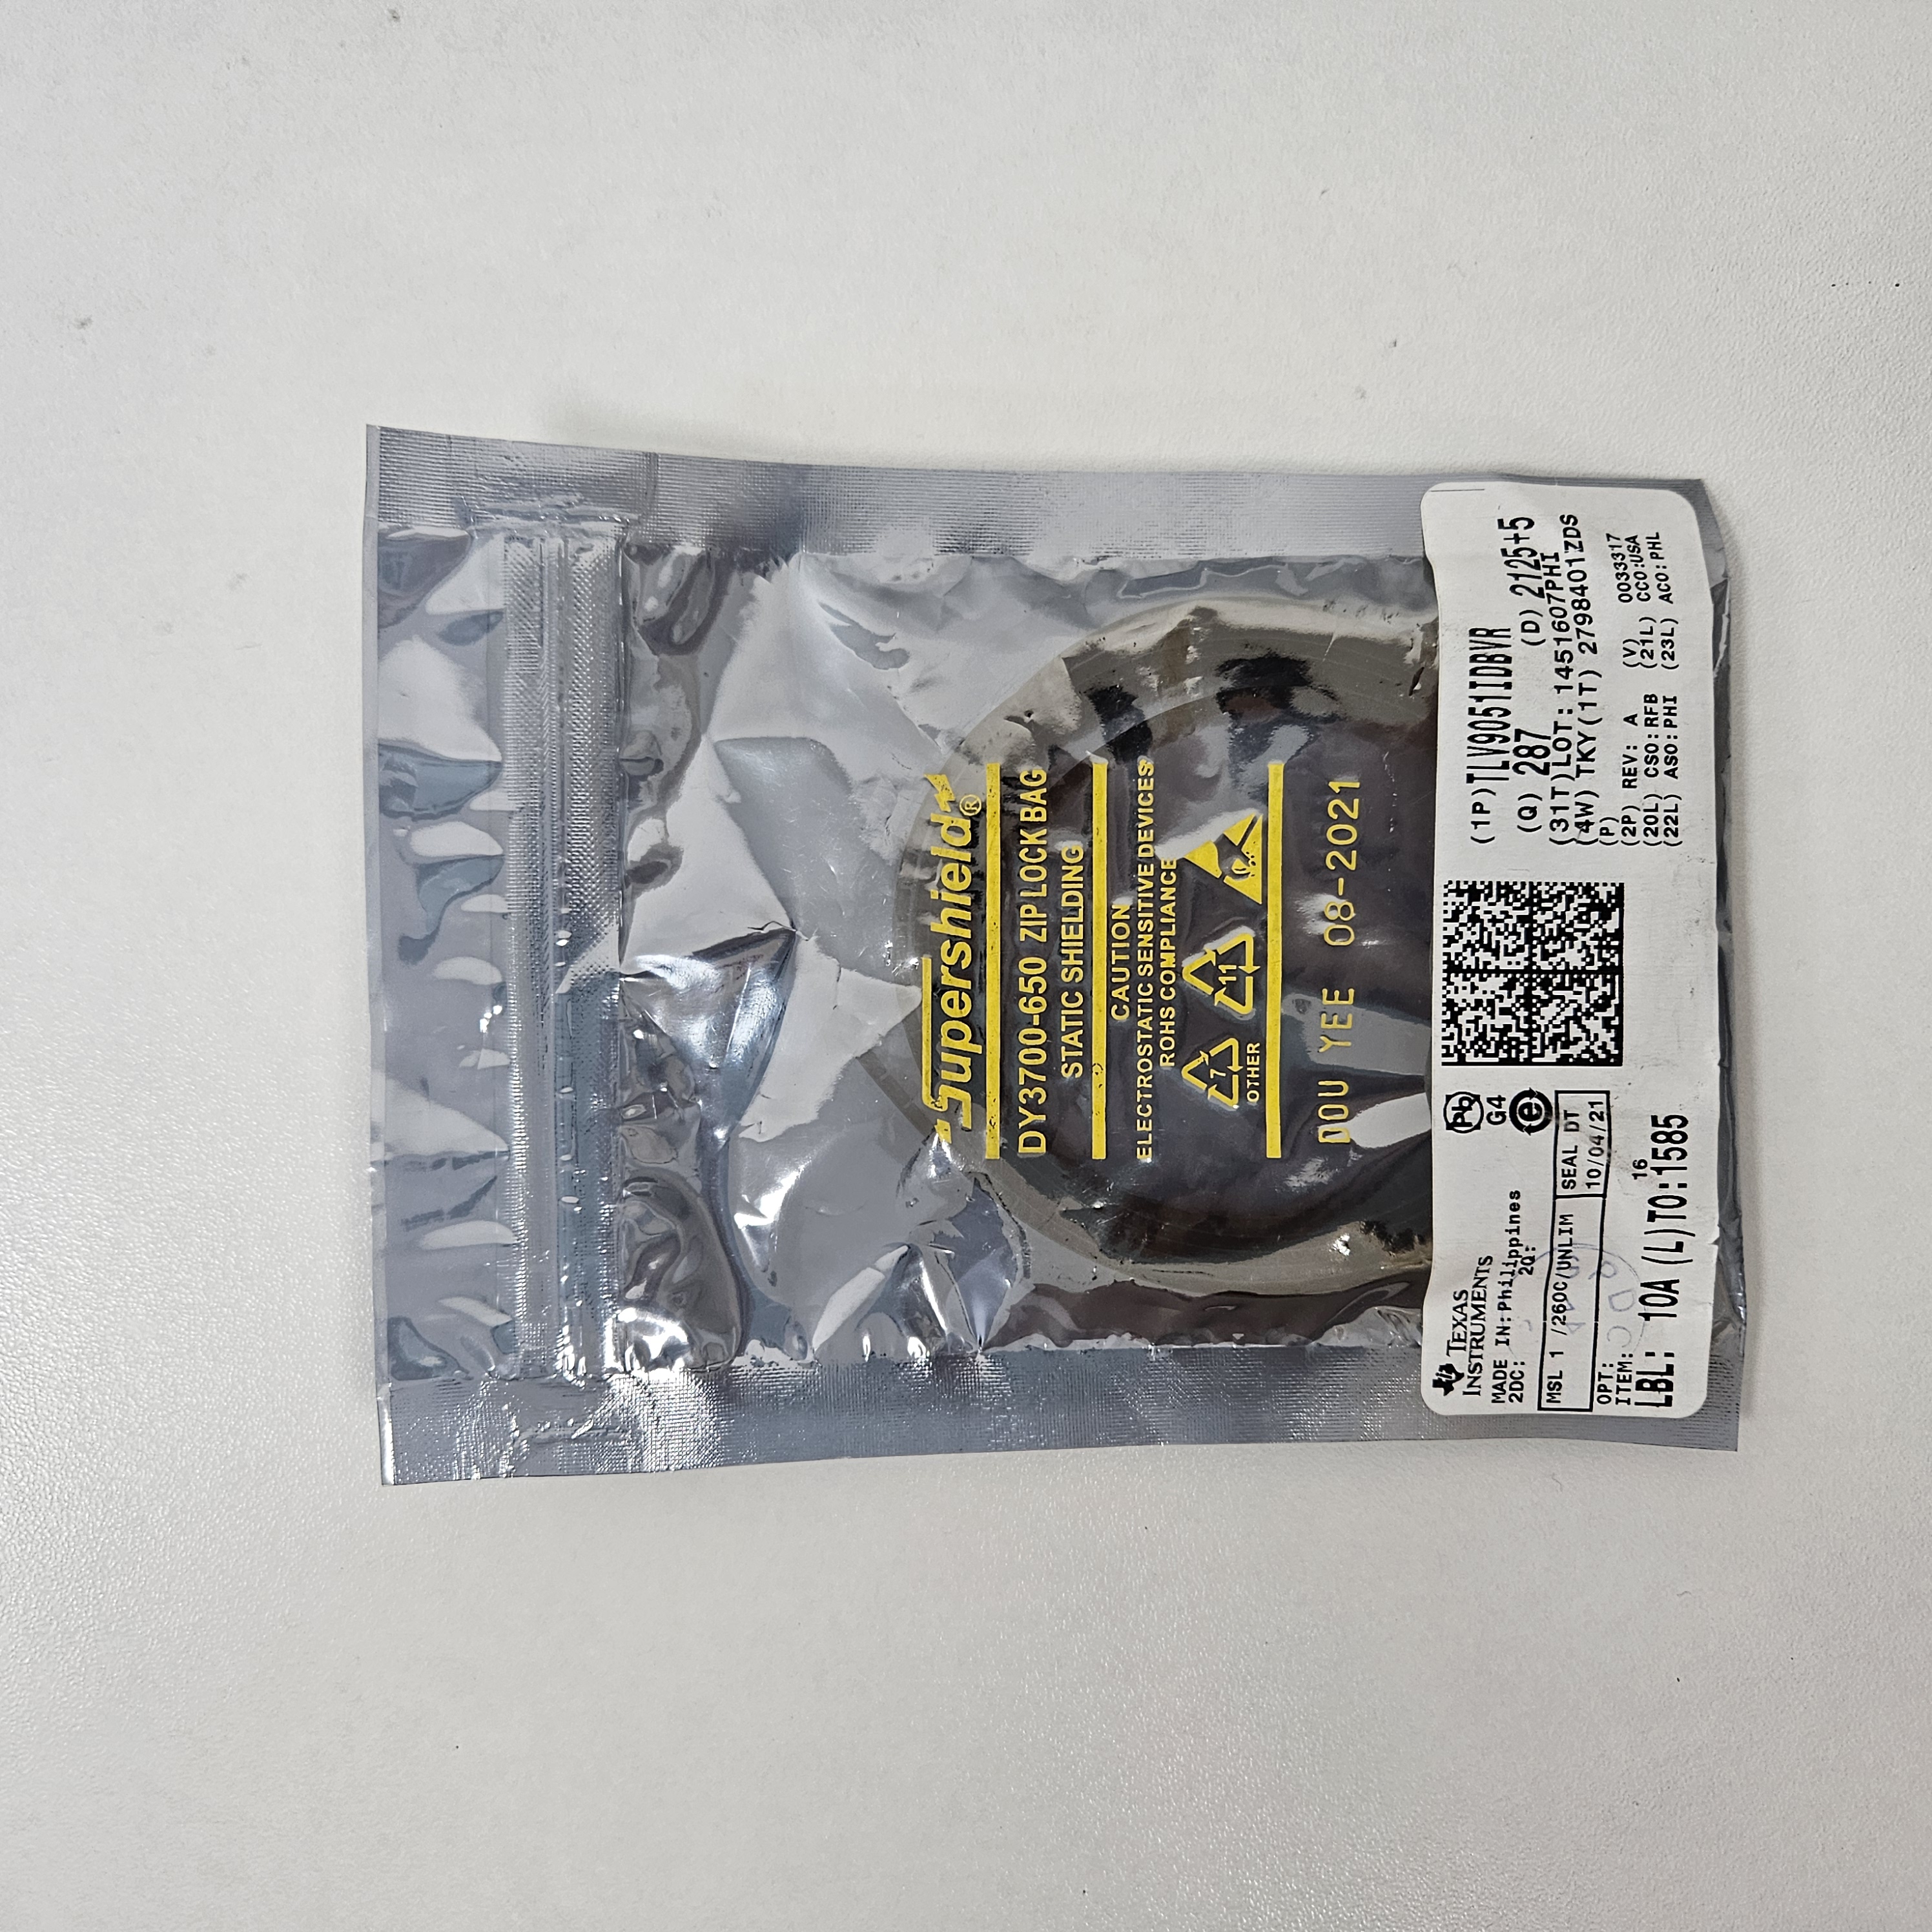 Supershield®
DY3700-650 ZIP LOCK BAG
STATIC SHIELDING
CAUTION
ELECTROSTATIC SENSITIVE DEVICES
ROHS COMPLIANCE
7
OTHER
11
DOU YEE 08-2021
TEXAS
INSTRUMENTS
MADE IN: Philippines
2DC: 2Q:
MSL 1 /260C/UNLIM
SEAL DT
10/04/21
OPT:
ITEM: 16
LBL: 10A (L)TO:1585
Pb
G4
e
(1P)TLV9051IDBVR
(Q) 287 (D) 2125+5
(31T)LOT: 1451607PHI
(4W) TKY(1T) 2798401ZDS
(P)
(2P) REV: A (V) 0033317
(20L) CSO: RFB (21L) CCO:USA
(22L) ASO: PHI (23L) ACO: PHL